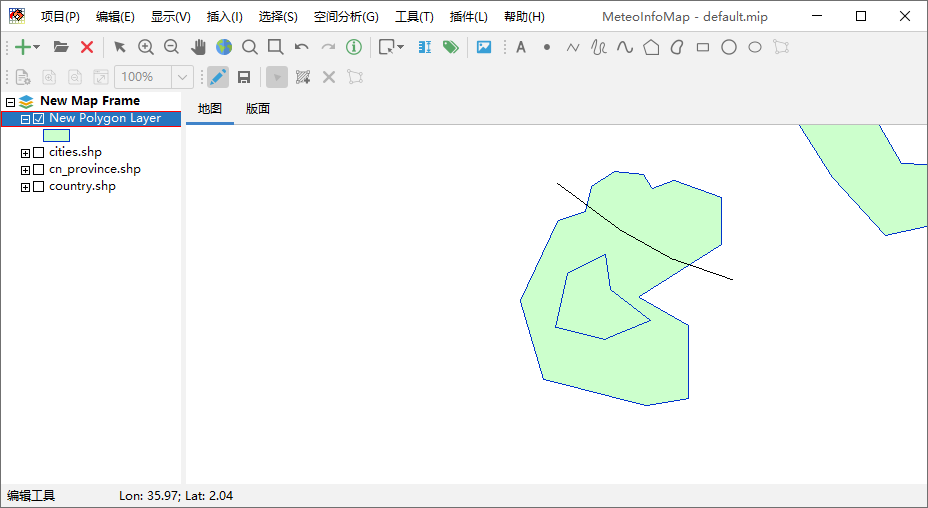 MeteoInfoMap - default.mip
项目(P) 编辑(E) 显示(V) 插入(I) 选择(S) 空间分析(G) 工具(T) 插件(L) 帮助(H)
A
100%
New Map Frame
New Polygon Layer
cities.shp
cn_province.shp
country.shp
地图 版面
编辑工具 Lon: 35.97; Lat: 2.04